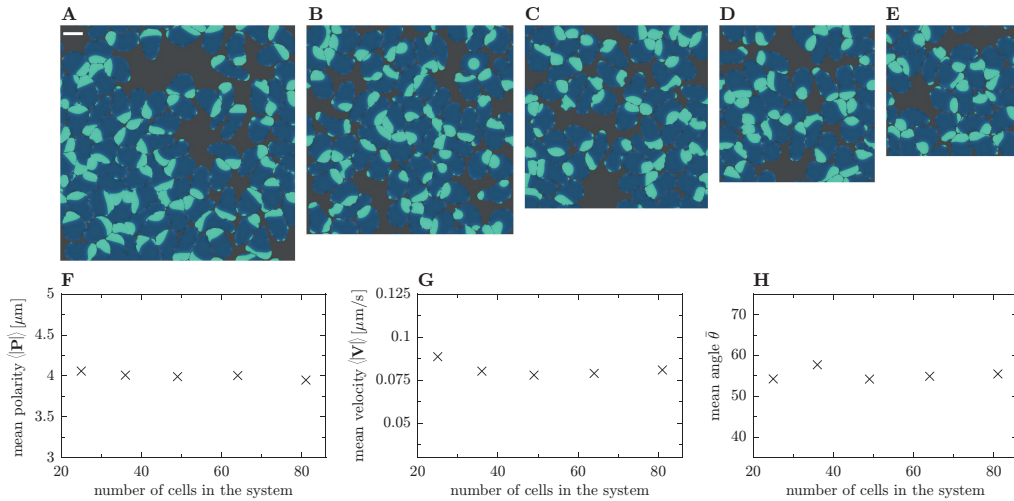 A B C D E
F
5
4.5
4
3.5
3
20 40 60 80
mean polarity ⟨|P|⟩ [μm]
number of cells in the system
G
0.125
0.1
0.075
0.05
20 40 60 80
mean velocity ⟨|V|⟩ [μm/s]
number of cells in the system
H
70
60
50
40
20 40 60 80
mean angle θ̄
number of cells in the system